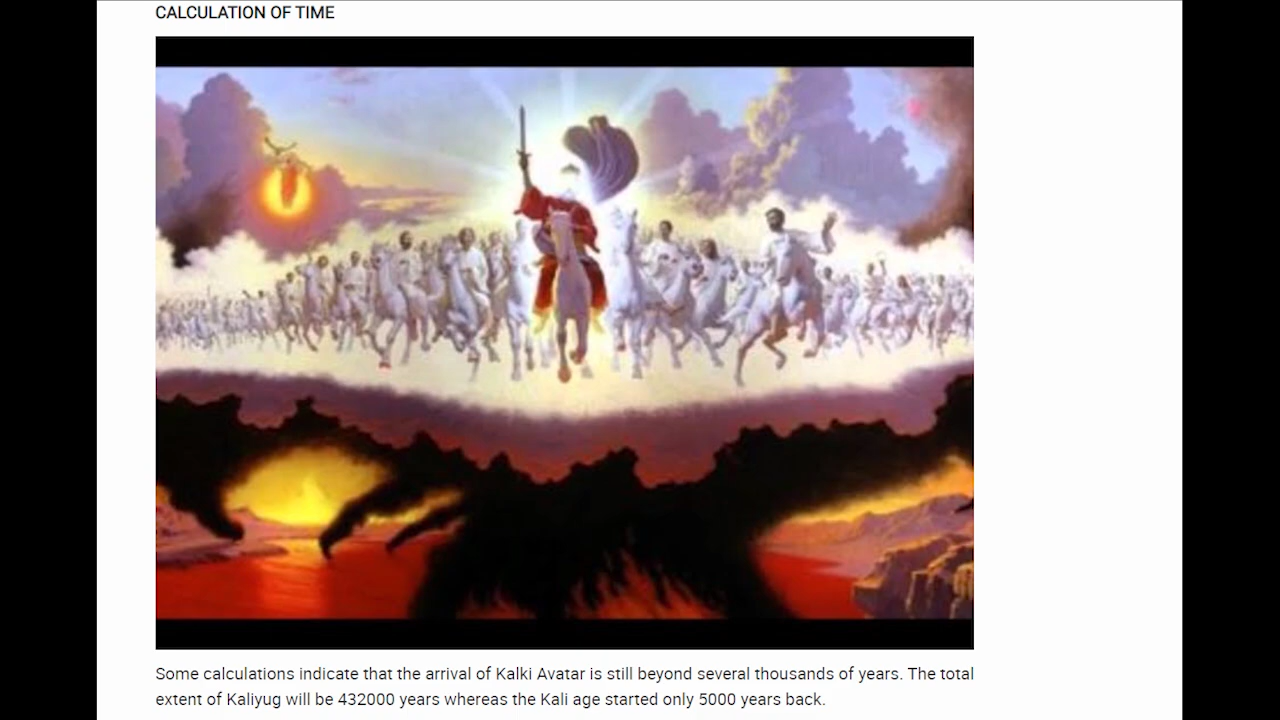 CALCULATION OF TIME
Some calculations indicate that the arrival of Kalki Avatar is still beyond several thousands of years. The total
extent of Kaliyug will be 432000 years whereas the Kali age started only 5000 years back.